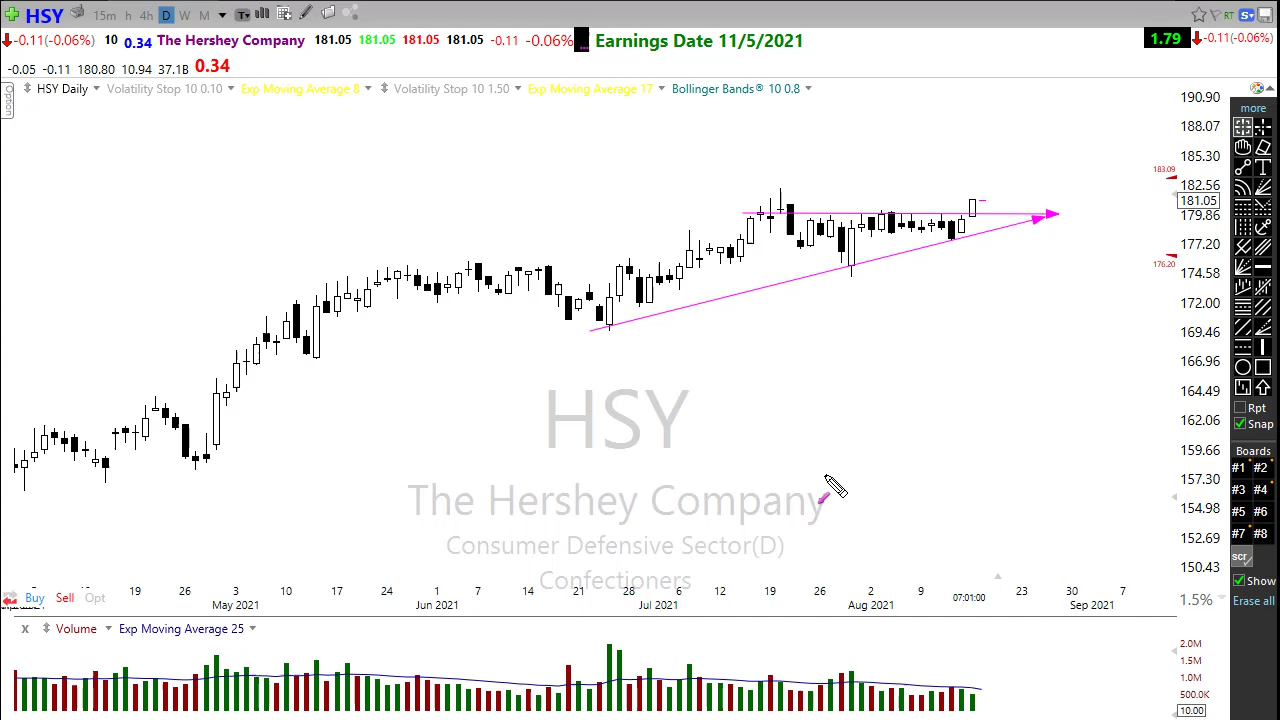 HSY 15m h 4h D W M T RT S
-0.11(-0.06%) 10 0.34 The Hershey Company 181.05 181.05 181.05 181.05 -0.11 -0.06% ... Earnings Date 11/5/2021 1.79 -0.11(-0.06%)
-0.05 -0.11 180.80 10.94 37.1B 0.34
Option HSY Daily Volatility Stop 10 0.10 Exp Moving Average 8 Volatility Stop 10 1.50 Exp Moving Average 17 Bollinger Bands® 10 0.8
190.90
188.07
185.30
183.09
182.56
181.05
179.86
177.20
176.20
174.58
172.00
169.46
166.96
164.49
162.06
159.66
157.30
154.98
152.69
150.43
more
T
Rpt
Snap
Boards
#1 #2
#3 #4
#5 #6
#7 #8
scr
Show
Erase all
HSY
The Hershey Company
Consumer Defensive Sector(D)
Confectioners
Buy Sell Opt
19 26 3 10 17 24 1 7 14 21 28 6 12 19 26 2 9 07:01:00 23 30 7
May 2021 Jun 2021 Jul 2021 Aug 2021 Sep 2021
1.5%
X Volume Exp Moving Average 25
2.0M
1.5M
1.0M
500.0K
10.00